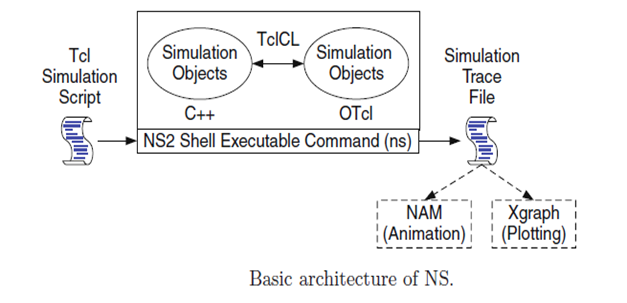 Tcl
Simulation
Script
TclCL
Simulation
Objects
Simulation
Objects
C++
OTcl
NS2 Shell Executable Command (ns)
Simulation
Trace
File
NAM
(Animation)
Xgraph
(Plotting)
Basic architecture of NS.